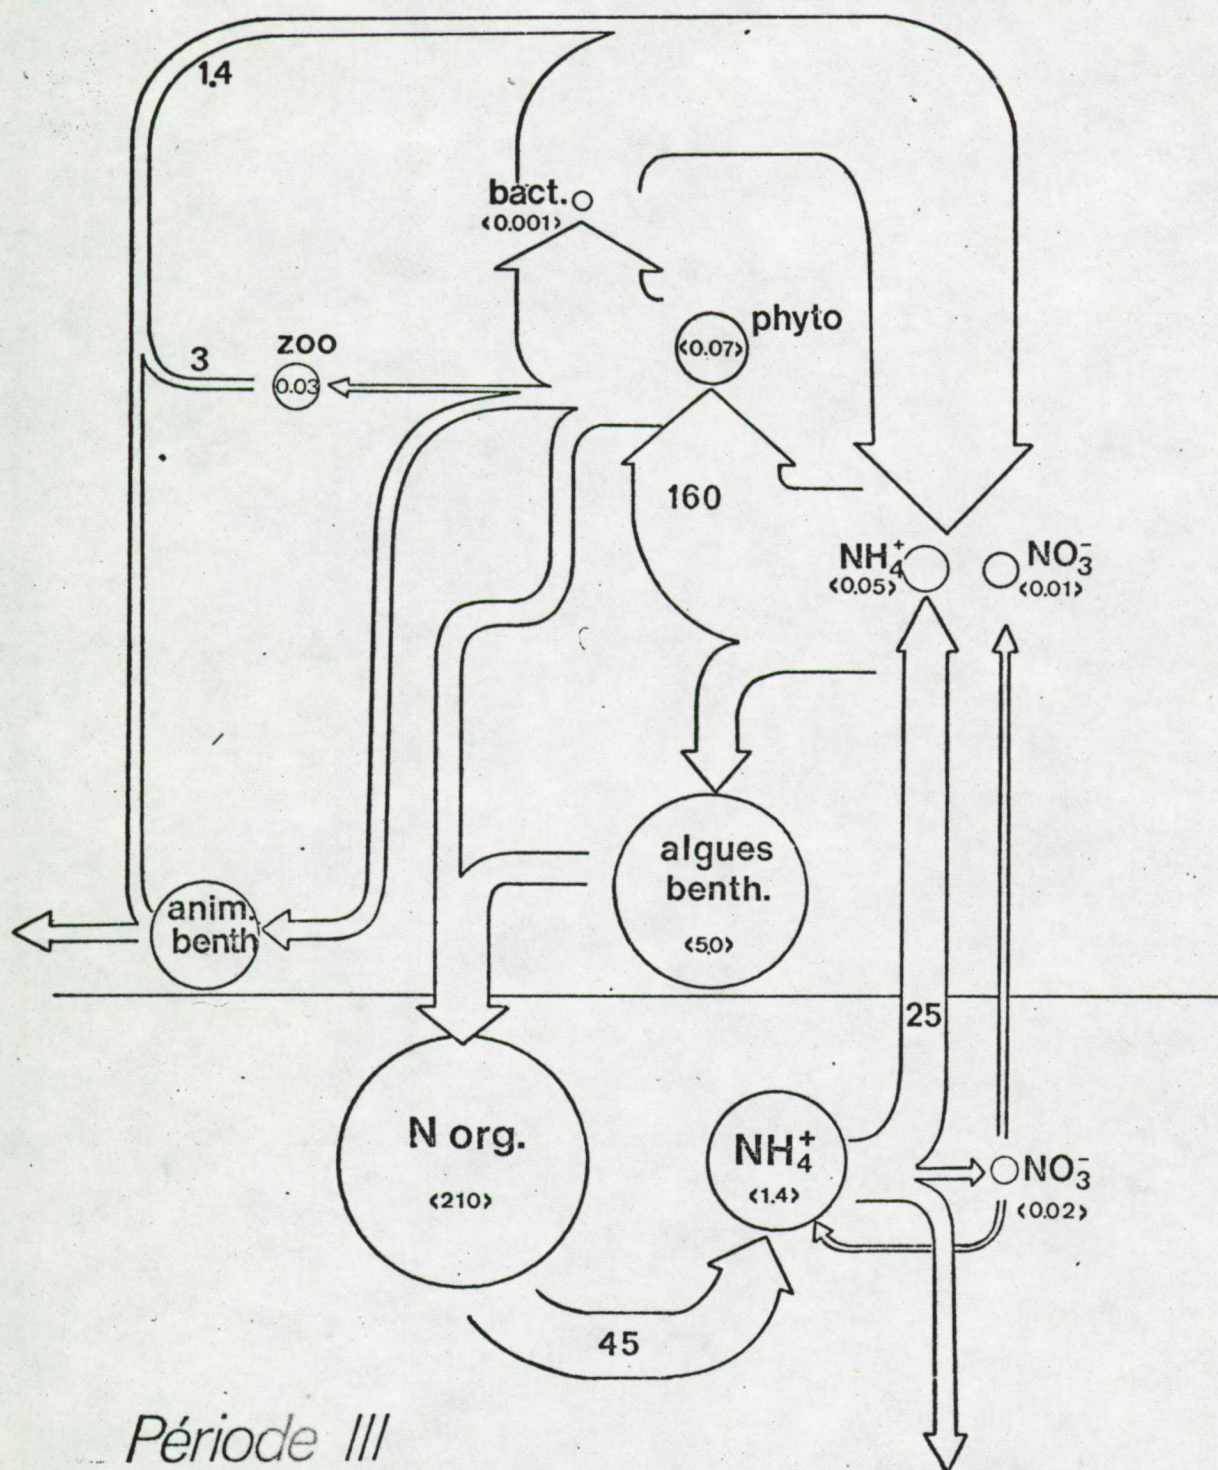 1.4
bact.
<0.001>
phyto
<0.07>
zoo
3
0.03
160
NH₄⁺
<0.05>
NO₃⁻
<0.01>
algues
benth.
<5.0>
anim.
benth
25
N org.
<210>
NH₄⁺
<1.4>
NO₃⁻
<0.02>
45
Période III